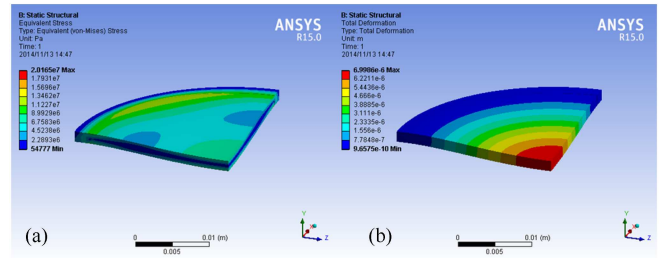 B: Static Structural
Equivalent Stress
Type: Equivalent (von-Mises) Stress
Unit: Pa
Time: 1
2014/11/13 14:47
2.0165e7 Max
1.7931e7
1.5696e7
1.3462e7
1.1227e7
8.9929e6
6.7583e6
4.5238e6
2.2893e6
54777 Min
ANSYS
R15.0
Y
X
Z
0
0.01 (m)
0.005
(a)
B: Static Structural
Total Deformation
Type: Total Deformation
Unit: m
Time: 1
2014/11/13 14:47
6.9986e-6 Max
6.2211e-6
5.4436e-6
4.666e-6
3.8885e-6
3.111e-6
2.3335e-6
1.556e-6
7.7848e-7
9.6575e-10 Min
ANSYS
R15.0
Y
X
Z
0
0.01 (m)
0.005
(b)